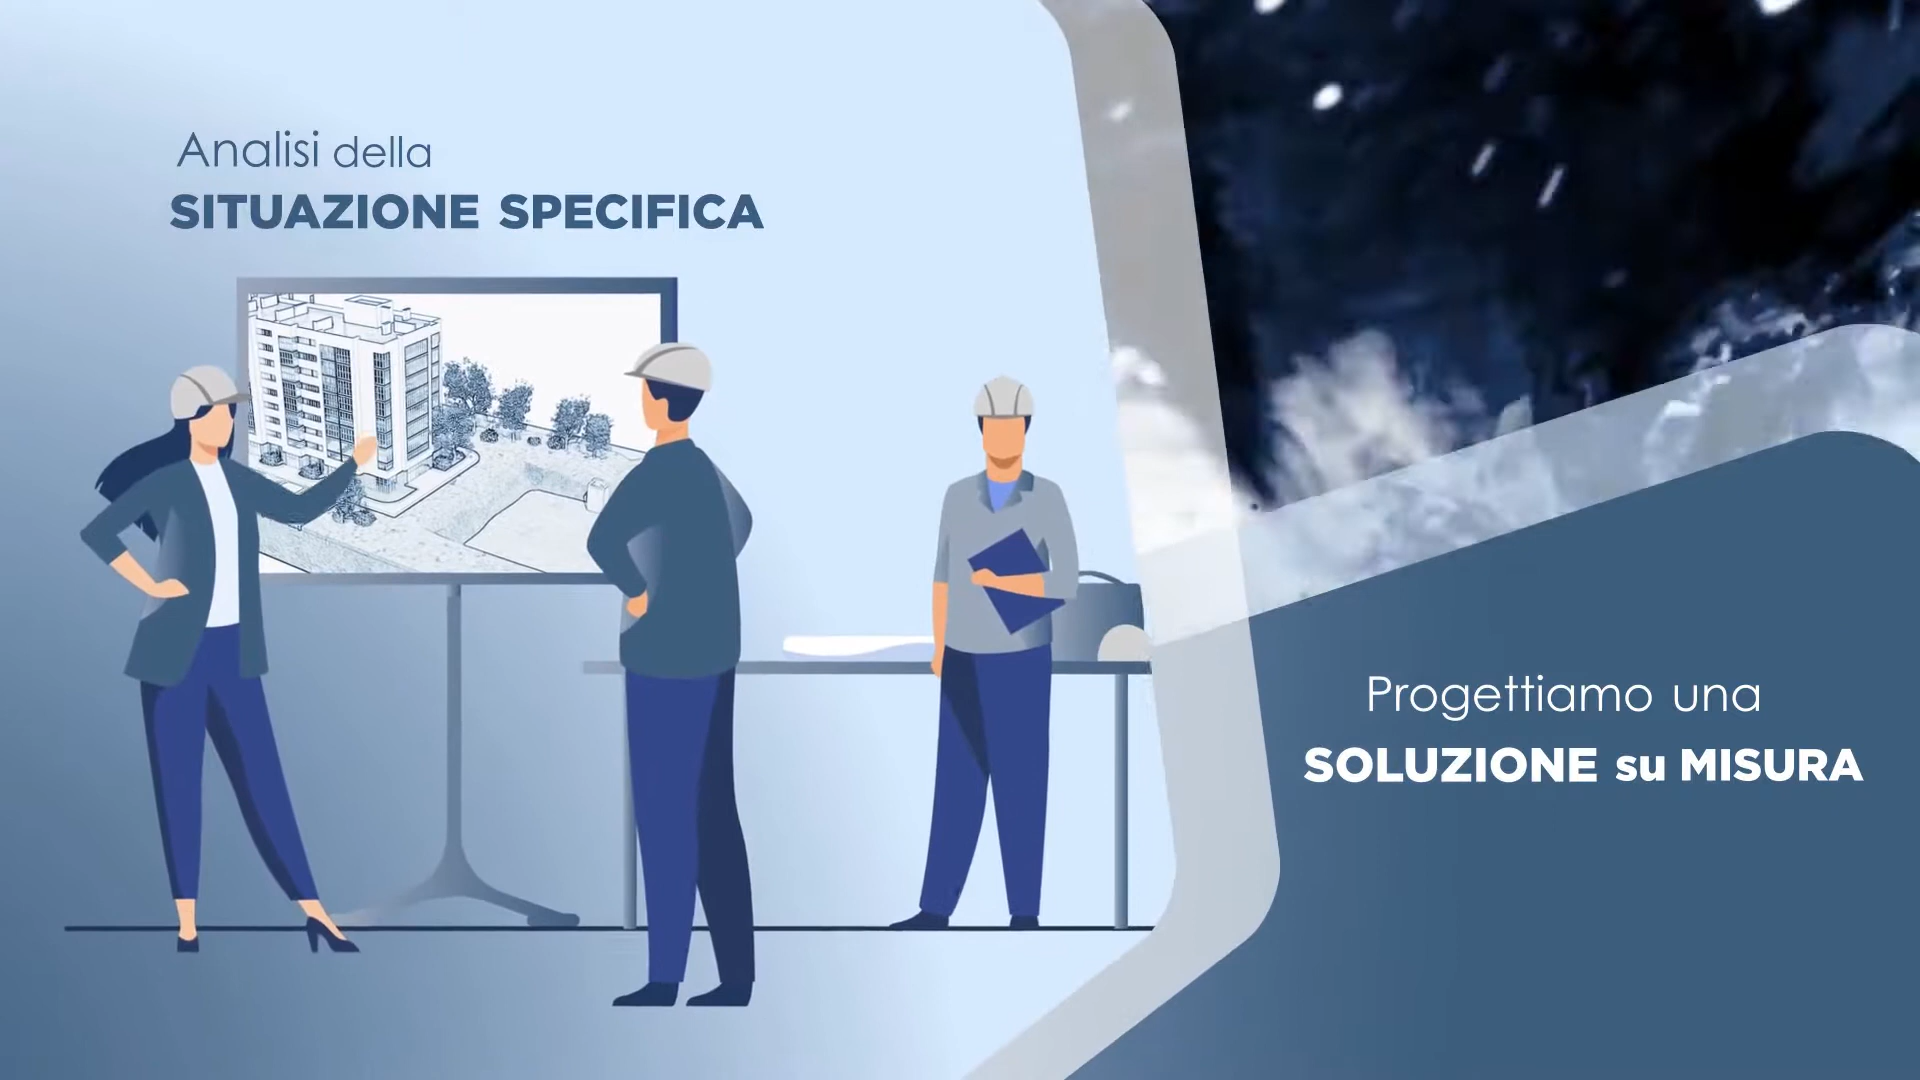 Analisi della
SITUAZIONE SPECIFICA
Progettiamo una
SOLUZIONE su MISURA